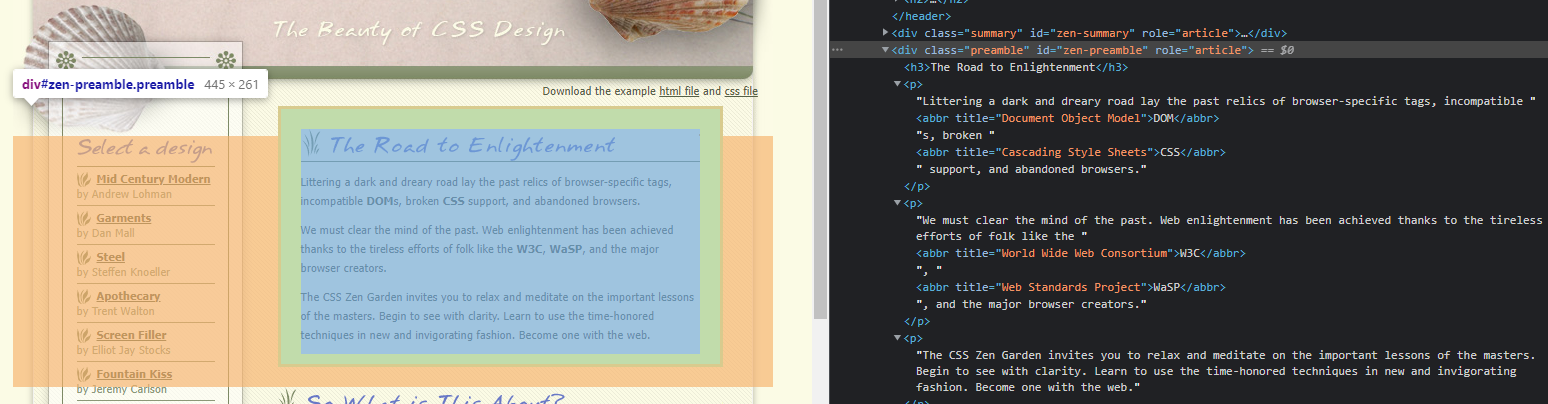 The Beauty of CSS Design
div#zen-preamble.preamble 445 × 261
Download the example html file and css file
Select a design
Mid Century Modern
by Andrew Lohman
Garments
by Dan Mall
Steel
by Steffen Knoeller
Apothecary
by Trent Walton
Screen Filler
by Elliot Jay Stocks
Fountain Kiss
by Jeremy Carlson
The Road to Enlightenment
Littering a dark and dreary road lay the past relics of browser-specific tags,
incompatible DOMs, broken CSS support, and abandoned browsers.
We must clear the mind of the past. Web enlightenment has been achieved
thanks to the tireless efforts of folk like the W3C, WaSP, and the major
browser creators.
The CSS Zen Garden invites you to relax and meditate on the important lessons
of the masters. Begin to see with clarity. Learn to use the time-honored
techniques in new and invigorating fashion. Become one with the web.
So What is This About?
</header>
<div class="summary" id="zen-summary" role="article">…</div>
<div class="preamble" id="zen-preamble" role="article"> == $0
<h3>The Road to Enlightenment</h3>
<p>
"Littering a dark and dreary road lay the past relics of browser-specific tags, incompatible "
<abbr title="Document Object Model">DOM</abbr>
"s, broken "
<abbr title="Cascading Style Sheets">CSS</abbr>
" support, and abandoned browsers."
</p>
<p>
"We must clear the mind of the past. Web enlightenment has been achieved thanks to the tireless
efforts of folk like the "
<abbr title="World Wide Web Consortium">W3C</abbr>
", "
<abbr title="Web Standards Project">WaSP</abbr>
", and the major browser creators."
</p>
<p>
"The CSS Zen Garden invites you to relax and meditate on the important lessons of the masters.
Begin to see with clarity. Learn to use the time-honored techniques in new and invigorating
fashion. Become one with the web."